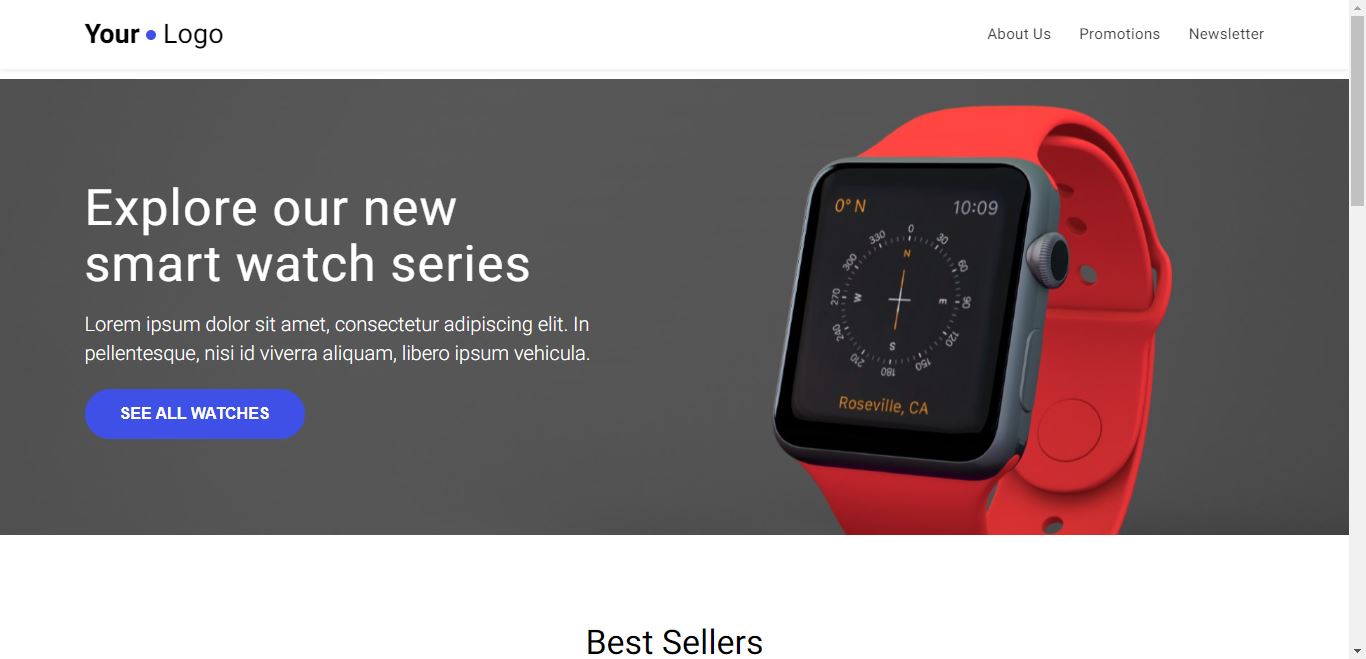 Your • Logo
About Us Promotions Newsletter
Explore our new
smart watch series
Lorem ipsum dolor sit amet, consectetur adipiscing elit. In
pellentesque, nisi id viverra aliquam, libero ipsum vehicula.
SEE ALL WATCHES
0° N 10:09
0
30
60
90
120
150
180
210
240
270
300
330
N
E
S
W
Roseville, CA
Best Sellers